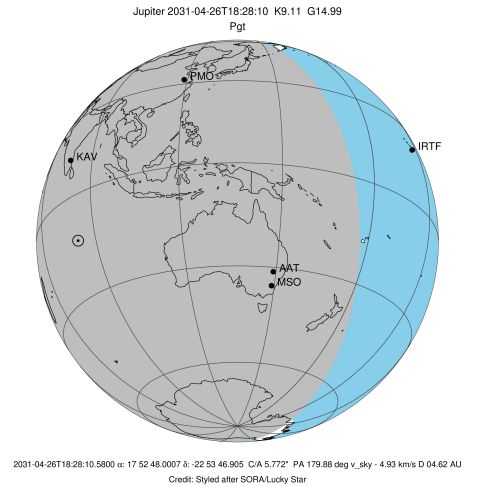 Jupiter 2031-04-26T18:28:10 K9.11 G14.99
Pgt
PMO
KAV
IRTF
AAT
MSO
2031-04-26T18:28:10.5800 α: 17 52 48.0007 δ: -22 53 46.905 C/A 5.772" PA 179.88 deg v_sky - 4.93 km/s D 04.62 AU
Credit: Styled after SORA/Lucky Star